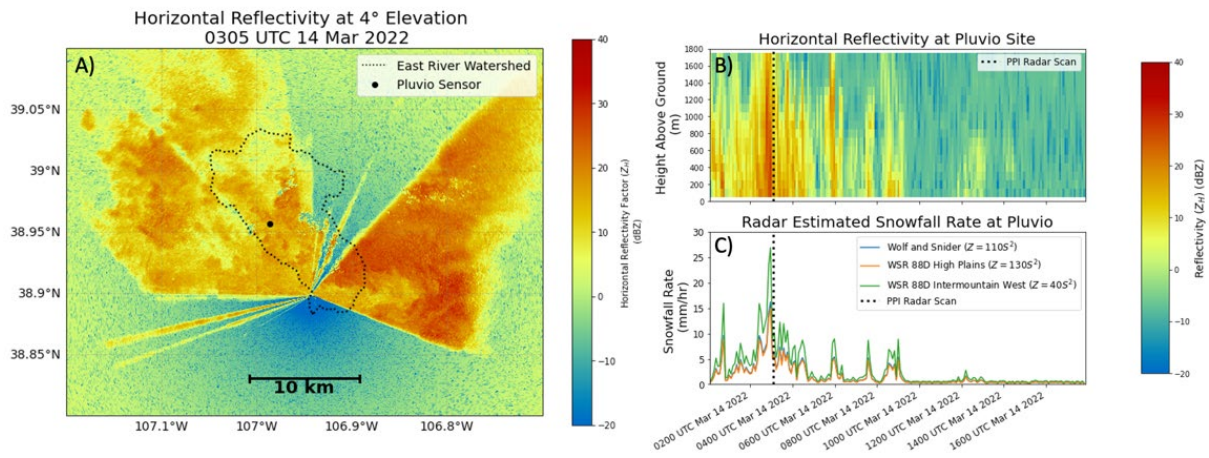 Horizontal Reflectivity at 4° Elevation
0305 UTC 14 Mar 2022
A)
East River Watershed
Pluvio Sensor
39.05°N
39°N
38.95°N
38.9°N
38.85°N
10 km
107.1°W
107°W
106.9°W
106.8°W
40
30
20
10
0
−10
−20
Horizontal Reflectivity Factor (Z_H)
(dBZ)
Horizontal Reflectivity at Pluvio Site
B)
PPI Radar Scan
1800
1600
1400
1300
1200
1000
900
800
600
500
400
200
0
Height Above Ground
(m)
Radar Estimated Snowfall Rate at Pluvio
C)
Wolf and Snider (Z = 110S²)
WSR 88D High Plains (Z = 130S²)
WSR 88D Intermountain West (Z = 40S²)
PPI Radar Scan
30
25
20
15
10
5
0
Snowfall Rate
(mm/hr)
0200 UTC Mar 14 2022
0400 UTC Mar 14 2022
0600 UTC Mar 14 2022
0800 UTC Mar 14 2022
1000 UTC Mar 14 2022
1200 UTC Mar 14 2022
1400 UTC Mar 14 2022
1600 UTC Mar 14 2022
40
30
20
10
0
−10
−20
Reflectivity (Z_H) (dBZ)